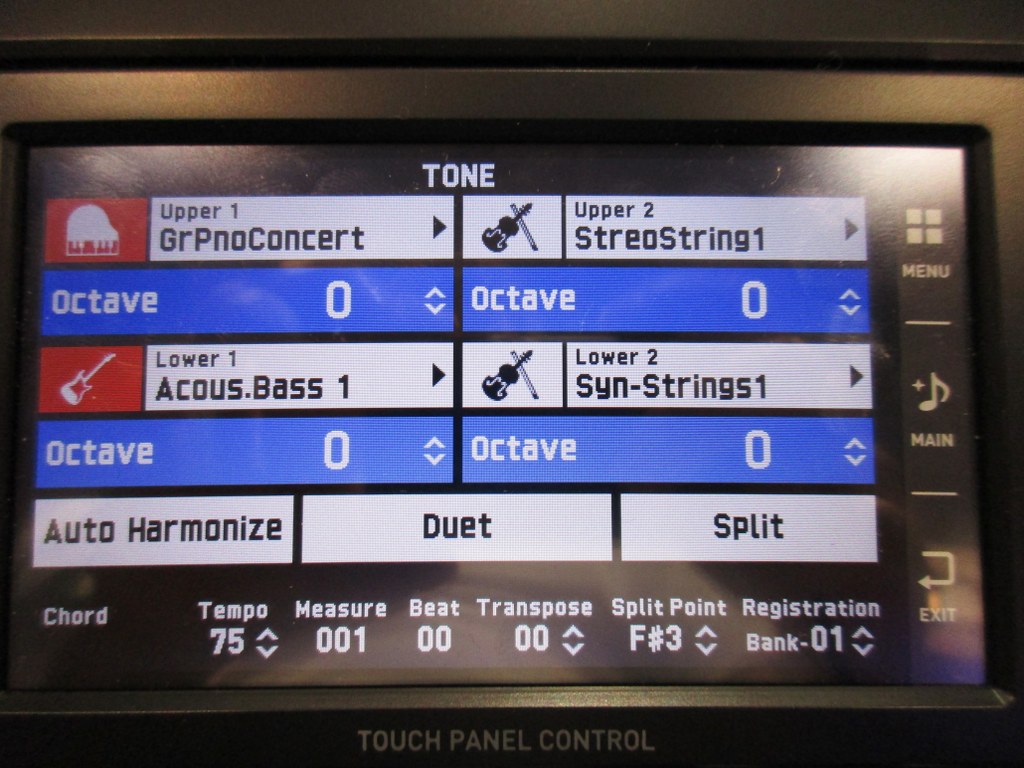 TONE
Upper 1
GrPnoConcert
Upper 2
StreoString1
Octave 0
Octave 0
Lower 1
Acous.Bass 1
Lower 2
Syn-Strings1
Octave 0
Octave 0
Auto Harmonize
Duet
Split
Chord
Tempo
75
Measure
001
Beat
00
Transpose
00
Split Point
F#3
Registration
Bank-01
MENU
MAIN
EXIT
TOUCH PANEL CONTROL